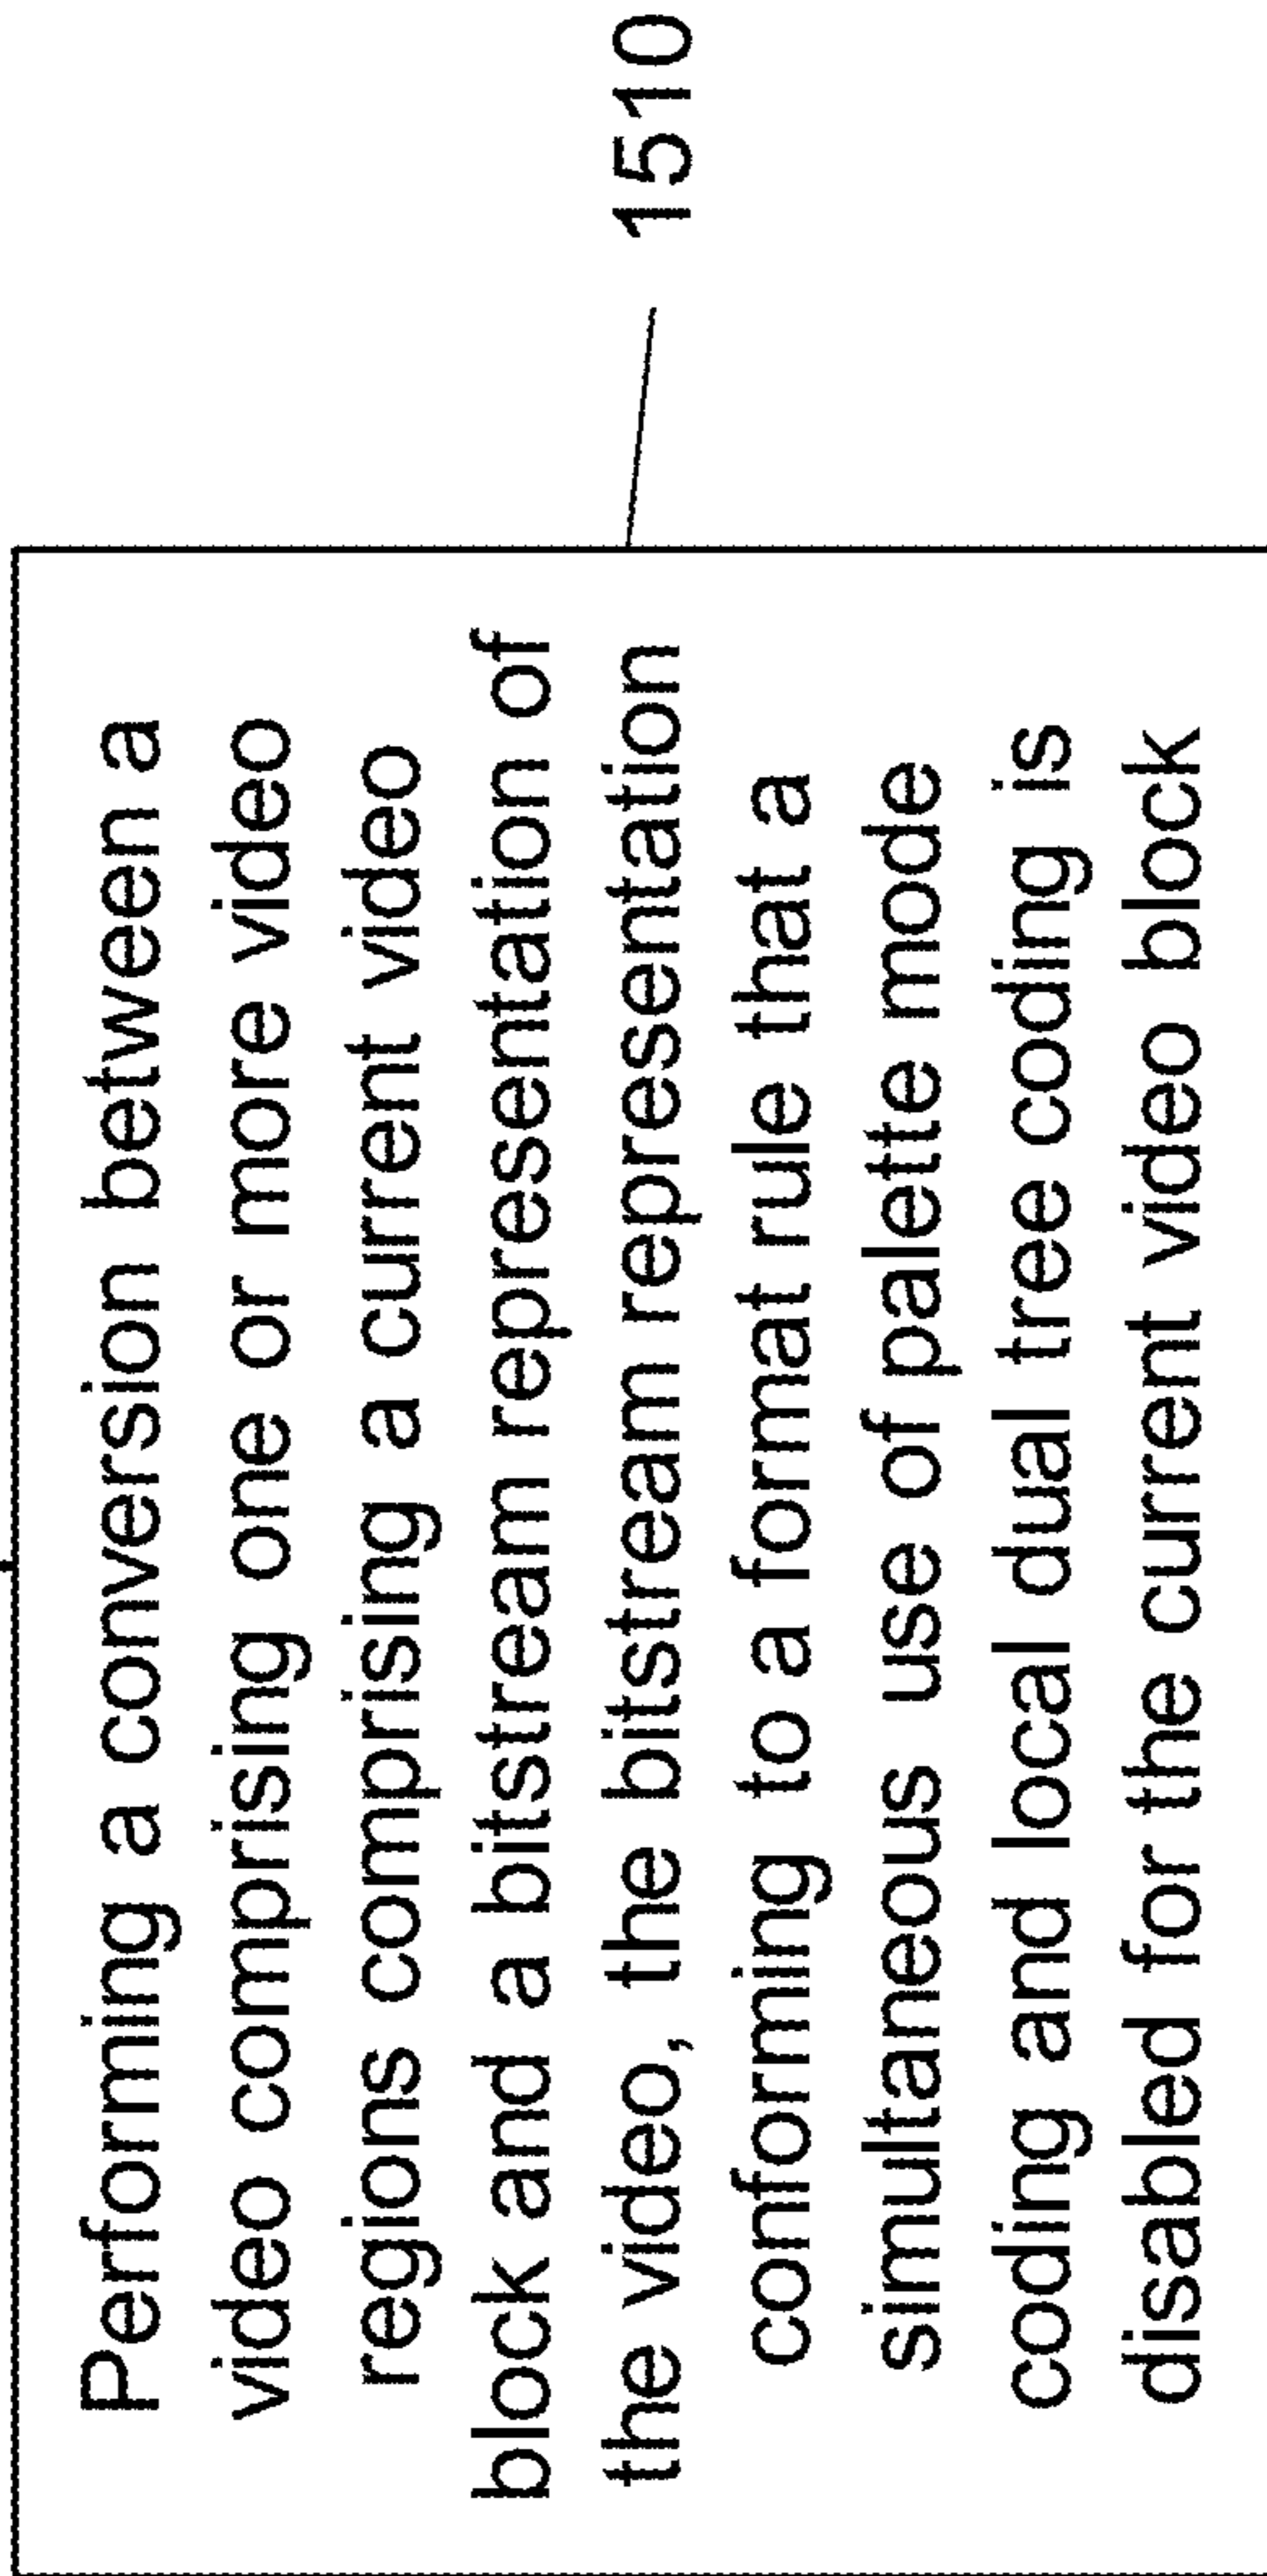 Performing a conversion between a
video comprising one or more video
regions comprising a current video
block and a bitstream representation of
the video, the bitstream representation
conforming to a format rule that a
simultaneous use of palette mode
coding and local dual tree coding is
disabled for the current video block
1510